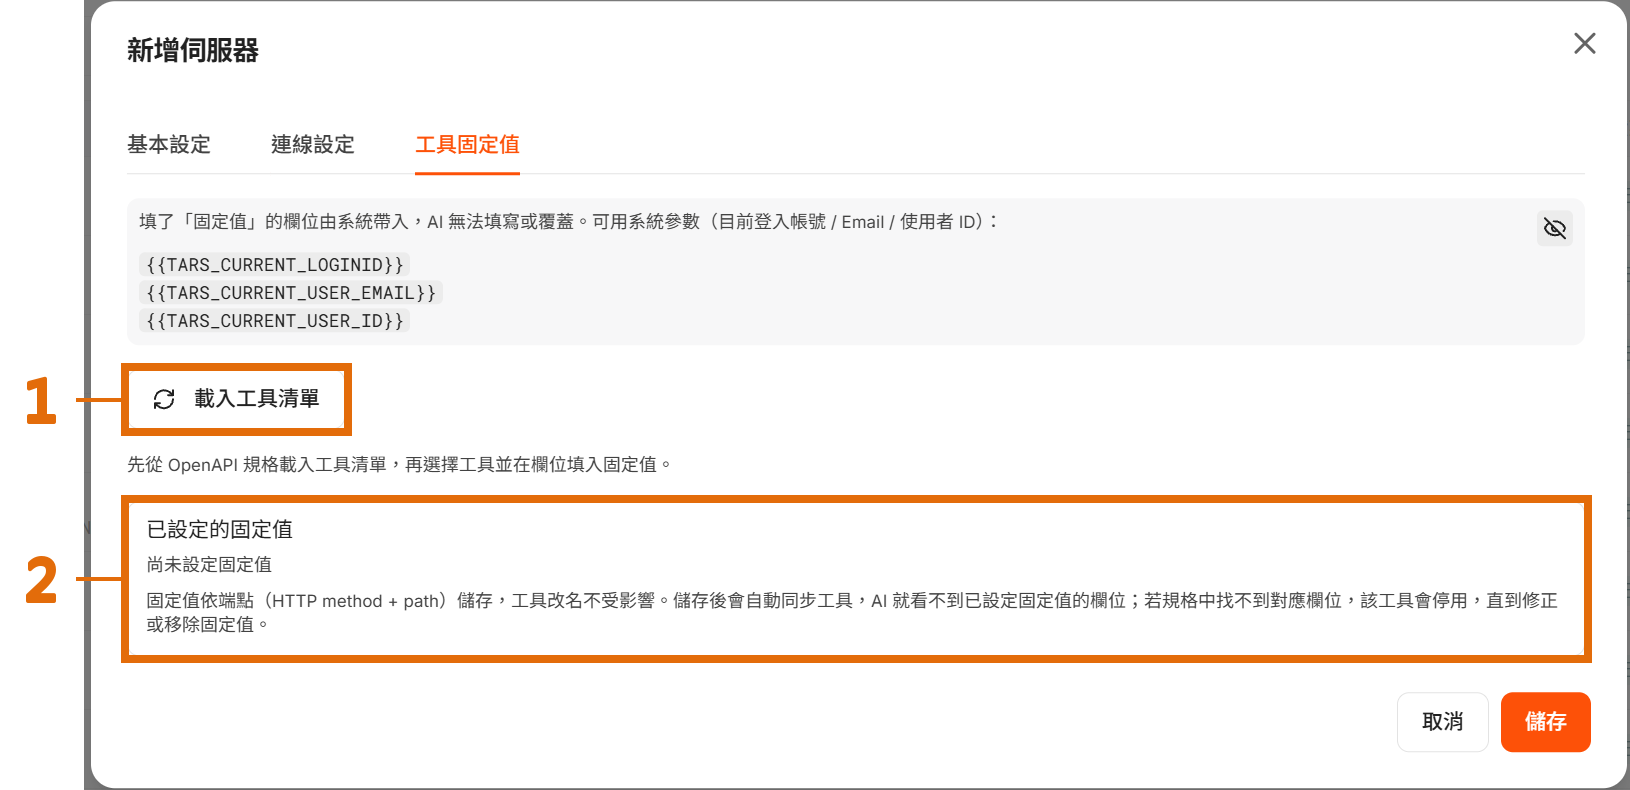 新增伺服器
基本設定 連線設定 工具固定值
填了「固定值」的欄位由系統帶入，AI 無法填寫或覆蓋。可用系統參數（目前登入帳號 / Email / 使用者 ID）：
{{TARS_CURRENT_LOGINID}}
{{TARS_CURRENT_USER_EMAIL}}
{{TARS_CURRENT_USER_ID}}
1
載入工具清單
先從 OpenAPI 規格載入工具清單，再選擇工具並在欄位填入固定值。
2
已設定的固定值
尚未設定固定值
固定值依端點（HTTP method + path）儲存，工具改名不受影響。儲存後會自動同步工具，AI 就看不到已設定固定值的欄位；若規格中找不到對應欄位，該工具會停用，直到修正
或移除固定值。
取消 儲存